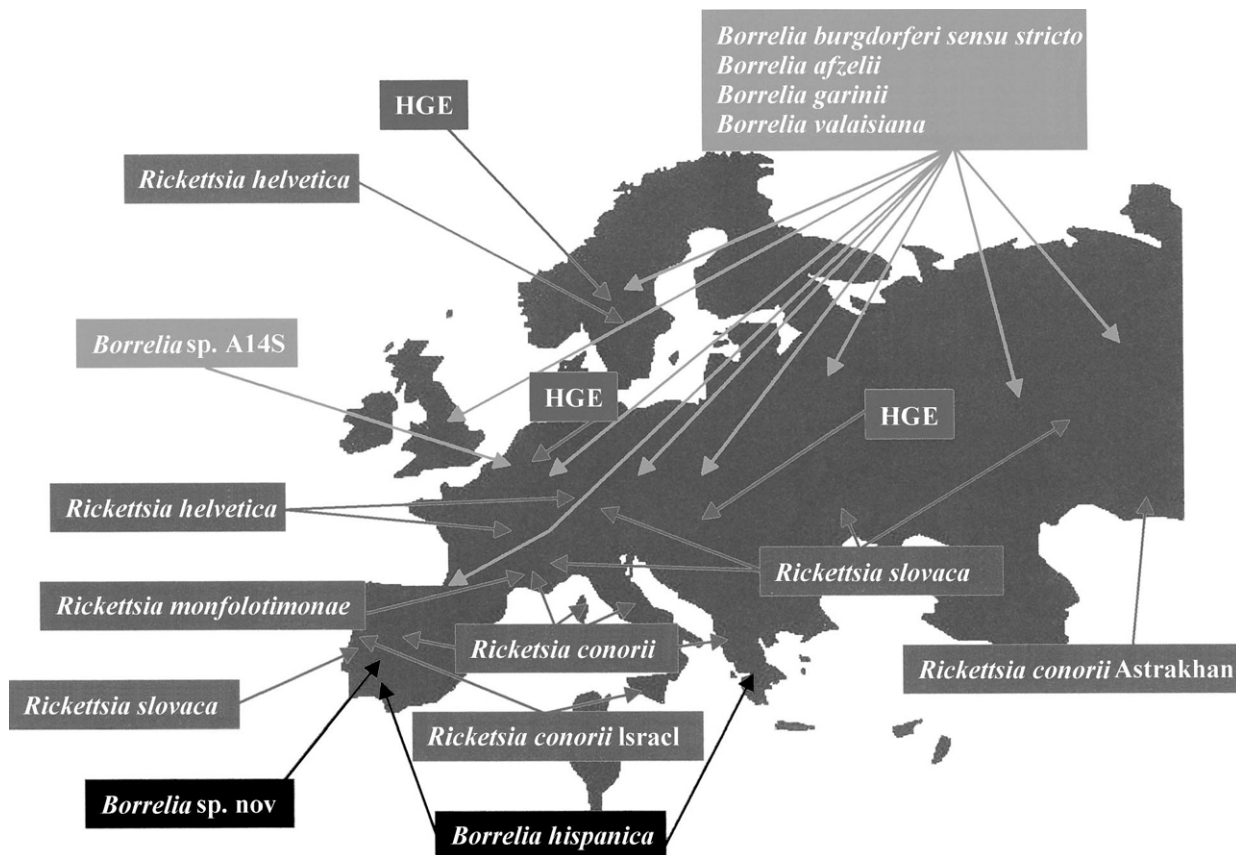 Borrelia burgdorferi sensu stricto
Borrelia afzelii
Borrelia garinii
Borrelia valaisiana
HGE
Rickettsia helvetica
Borrelia sp. A14S
HGE
HGE
Rickettsia helvetica
Rickettsia slovaca
Rickettsia monfolotimonae
Ricketsia conorii
Rickettsia conorii Astrakhan
Rickettsia slovaca
Ricketsia conorii Israel
Borrelia sp. nov
Borrelia hispanica